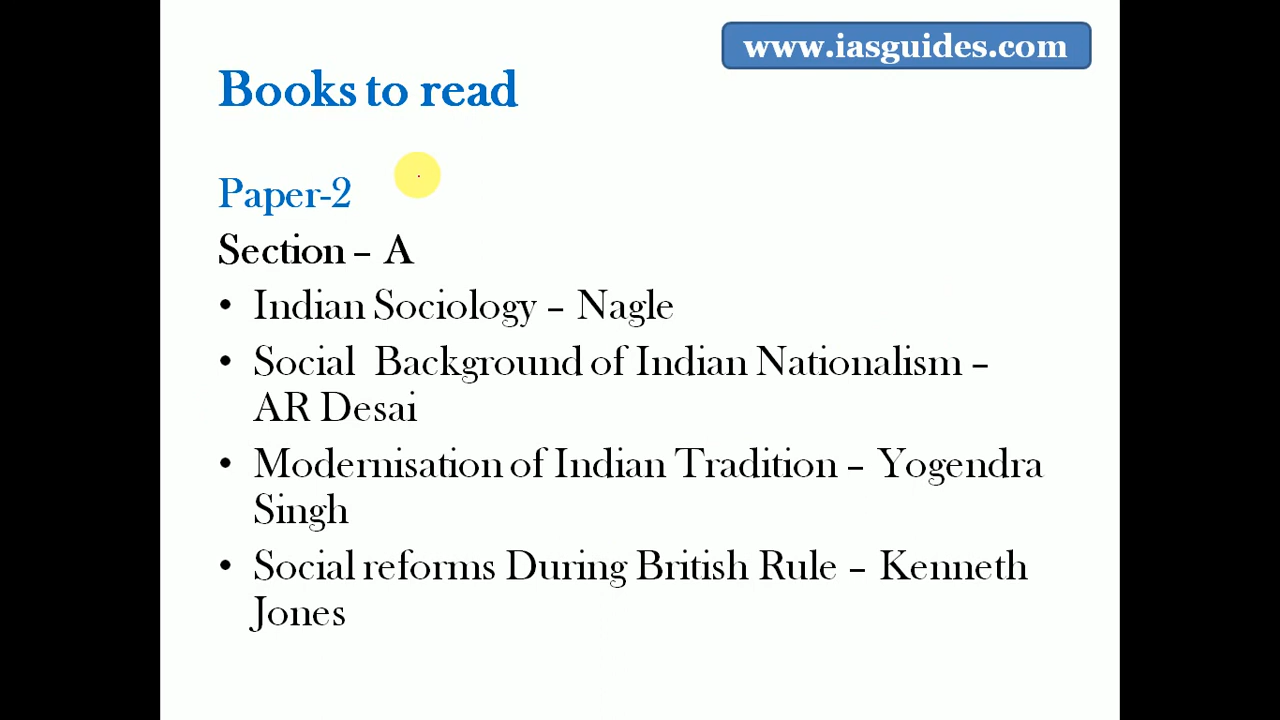 www.iasguides.com
Books to read
Paper-2
Section – A
• Indian Sociology – Nagle
• Social Background of Indian Nationalism –
AR Desai
• Modernisation of Indian Tradition – Yogendra
Singh
• Social reforms During British Rule – Kenneth
Jones